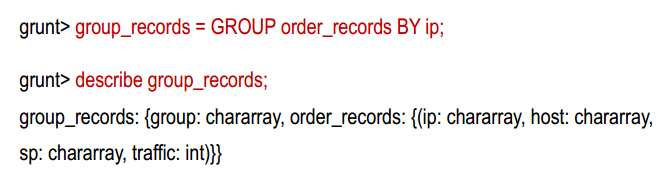 grunt> group_records = GROUP order_records BY ip;
grunt> describe group_records;
group_records: {group: chararray, order_records: {(ip: chararray, host: chararray,
sp: chararray, traffic: int)}}